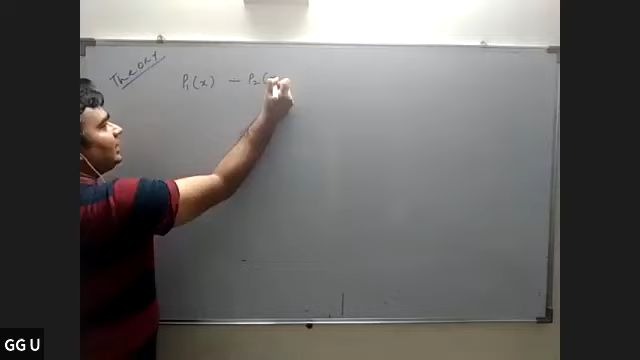 Theory
P₁(x) - P₂(
GG U